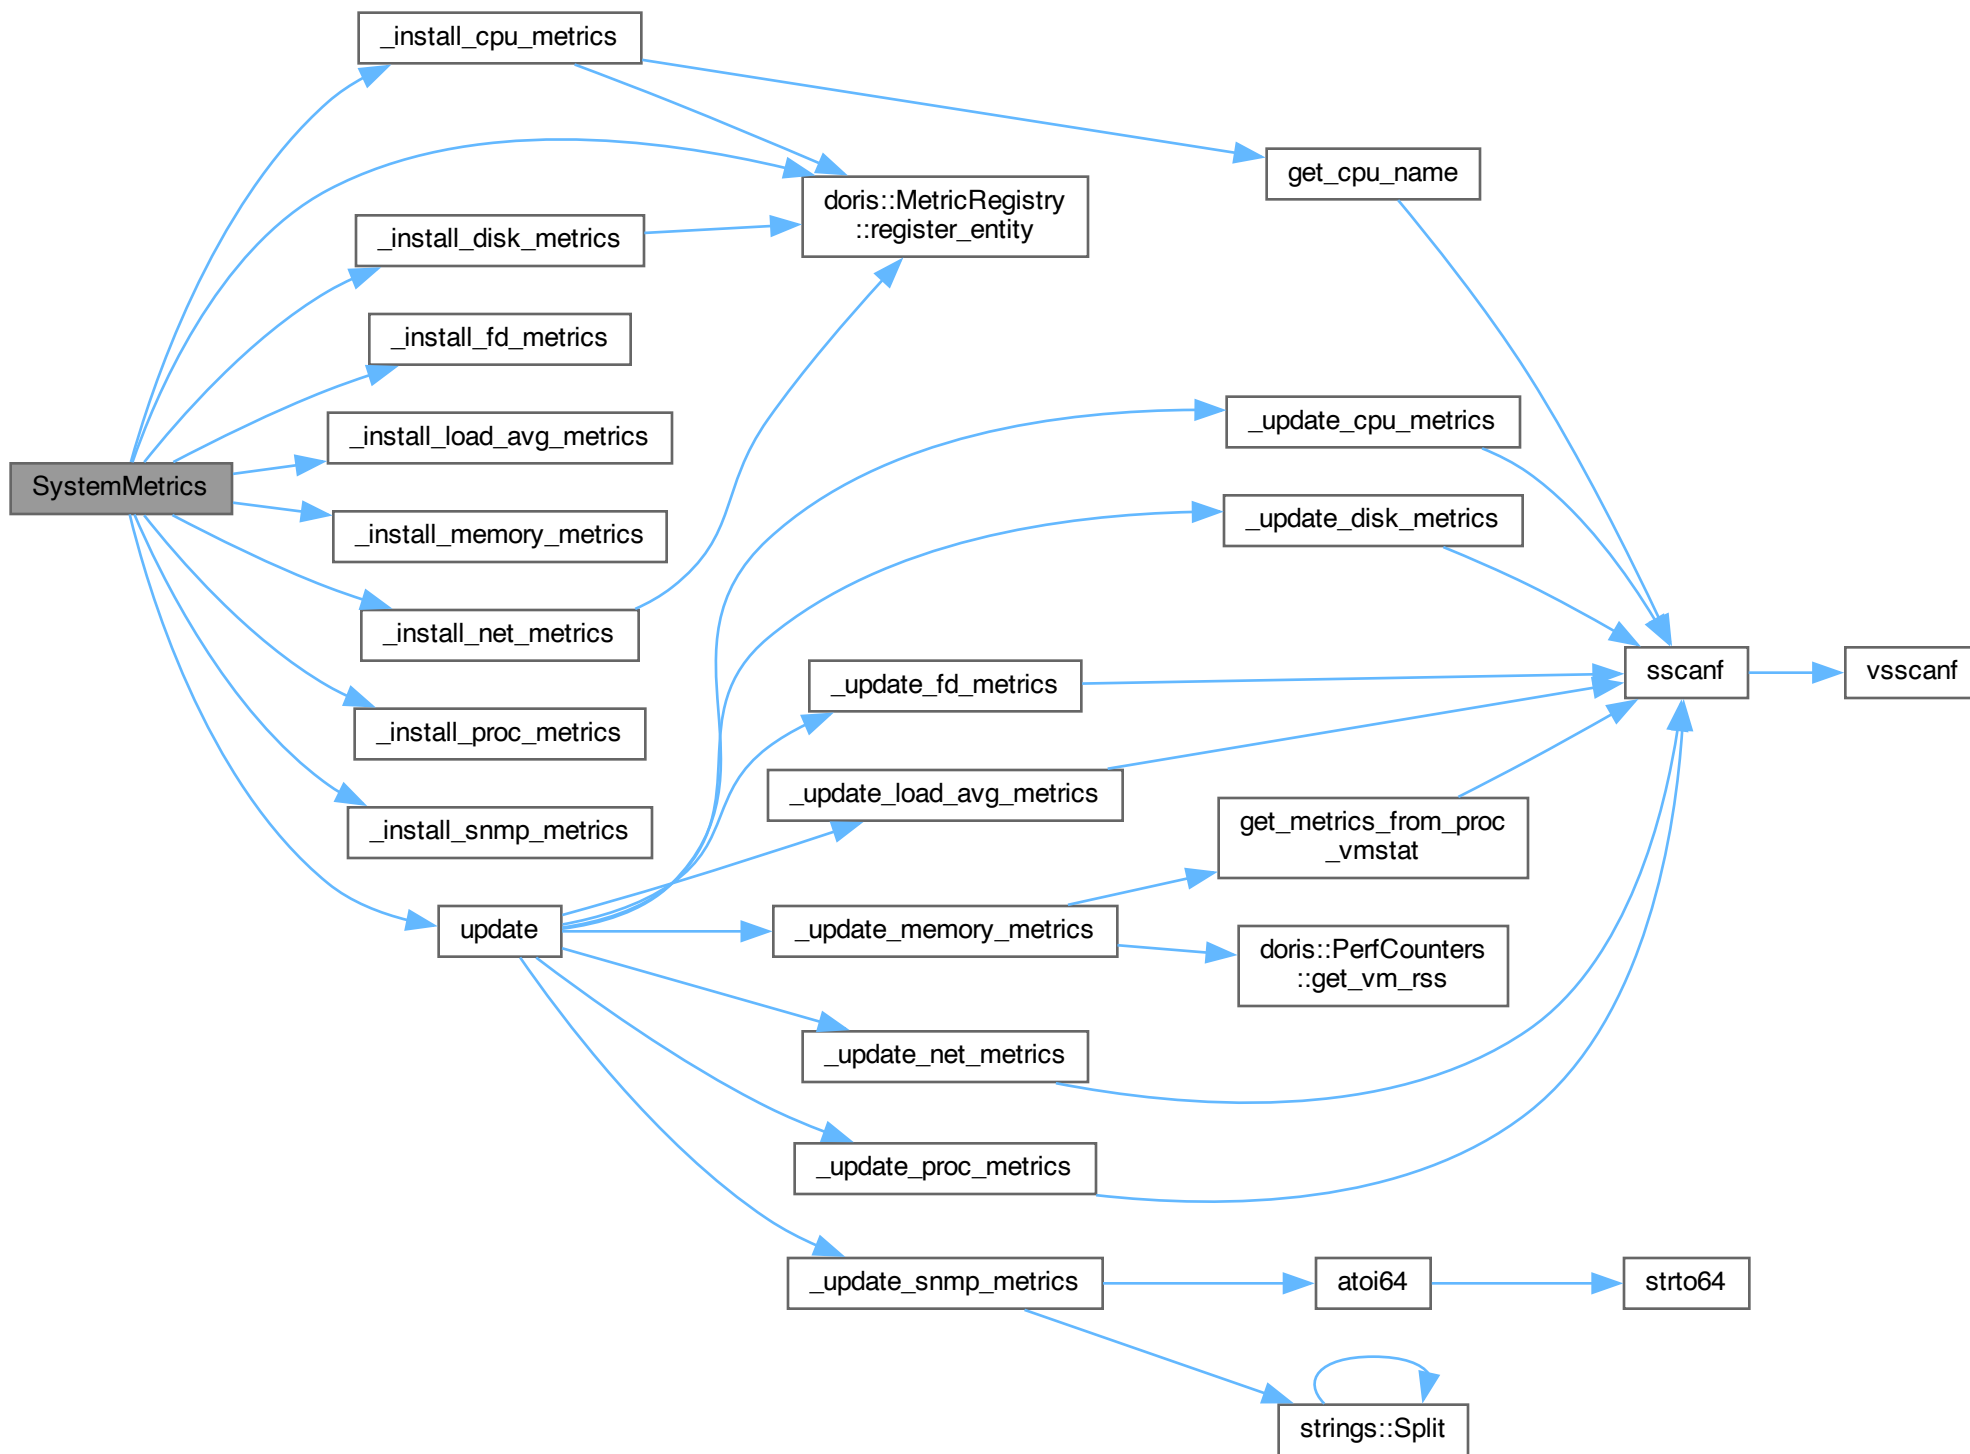 _install_cpu_metrics
get_cpu_name
doris::MetricRegistry
::register_entity
_install_disk_metrics
_install_fd_metrics
_install_load_avg_metrics
_update_cpu_metrics
SystemMetrics
_install_memory_metrics
_update_disk_metrics
_install_net_metrics
_update_fd_metrics
sscanf
vsscanf
_install_proc_metrics
_update_load_avg_metrics
_install_snmp_metrics
get_metrics_from_proc
_vmstat
update
_update_memory_metrics
doris::PerfCounters
::get_vm_rss
_update_net_metrics
_update_proc_metrics
_update_snmp_metrics
atoi64
strto64
strings::Split